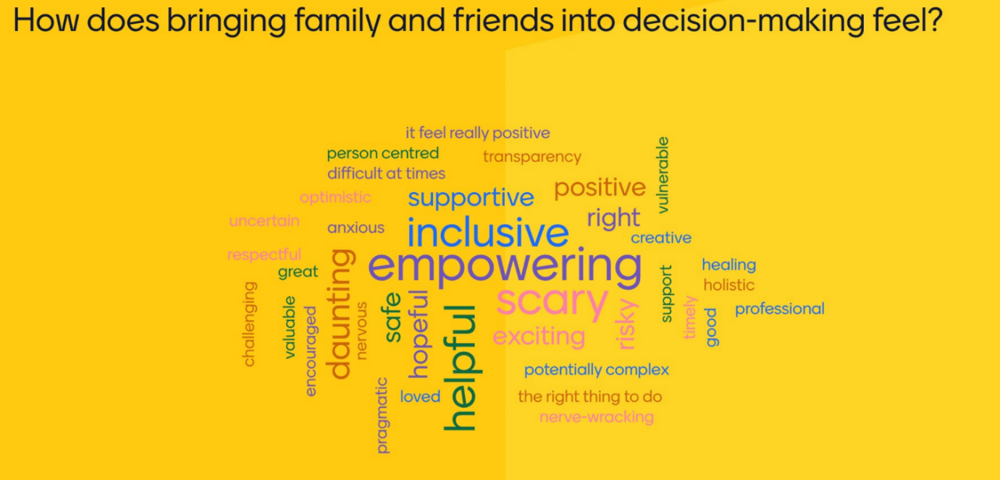 How does bringing family and friends into decision-making feel?
it feel really positive
person centred
transparency
vulnerable
difficult at times
positive
optimistic
supportive
right
uncertain
anxious
inclusive
creative
respectful
great
daunting
empowering
support
healing
holistic
challenging
valuable
encouraged
nervous
safe
hopeful
helpful
scary
exciting
risky
timely
good
professional
potentially complex
pragmatic
loved
the right thing to do
nerve-wracking